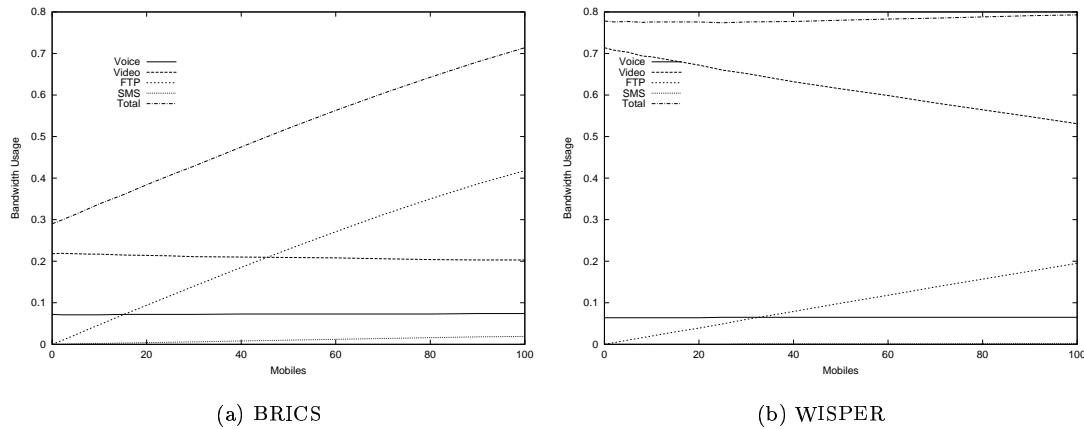 0.8
0.7
0.6
0.5
0.4
0.3
0.2
0.1
0
0
20
40
60
80
100
Bandwidth Usage
Mobiles
Voice
Video
FTP
SMS
Total
(a) BRICS
0.8
0.7
0.6
0.5
0.4
0.3
0.2
0.1
0
0
20
40
60
80
100
Bandwidth Usage
Mobiles
Voice
Video
FTP
SMS
Total
(b) WISPER